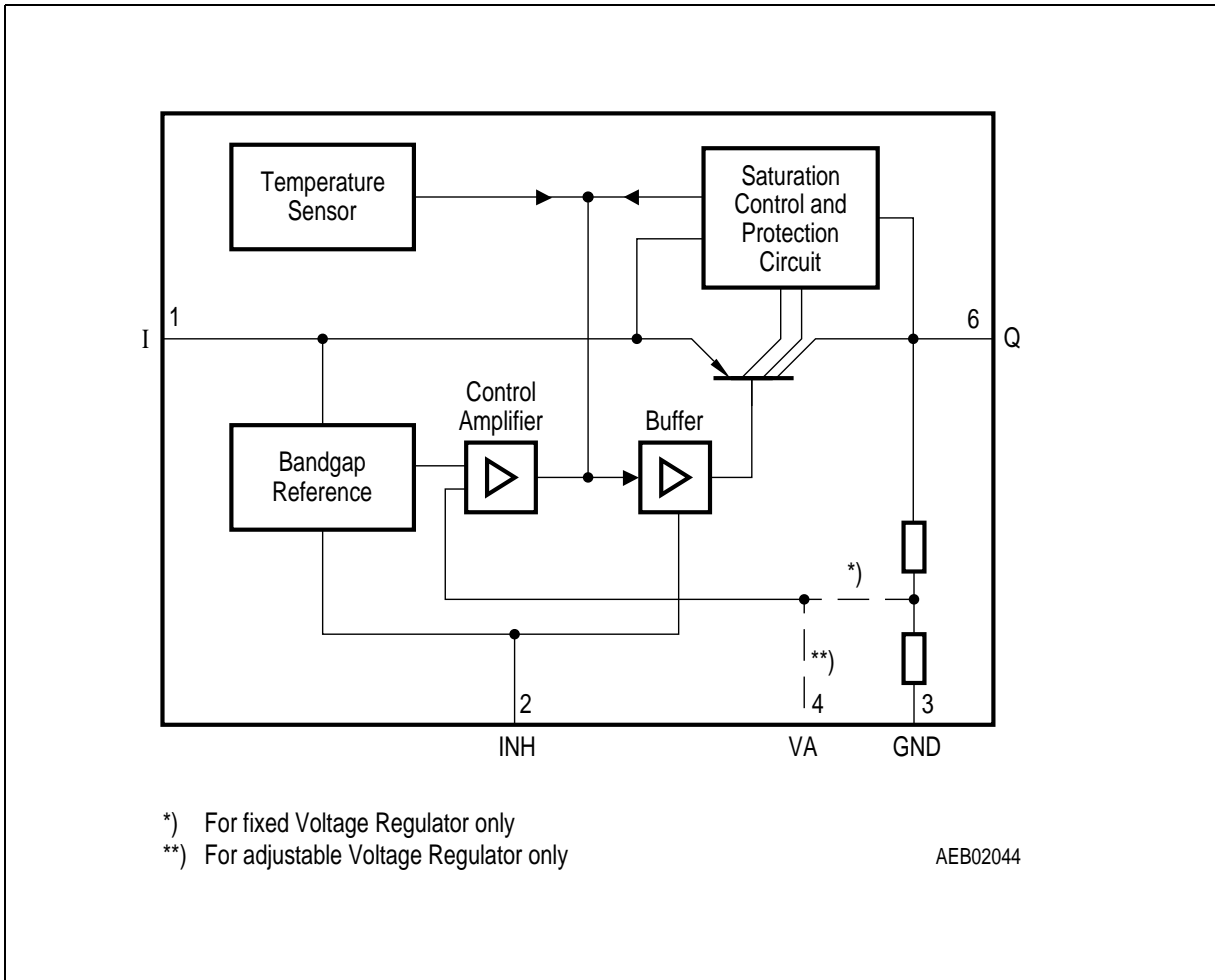 Temperature
Sensor
Saturation
Control and
Protection
Circuit
1
I
6
Q
Control
Amplifier
Buffer
Bandgap
Reference
*)
**)
2
4
3
INH
VA
GND
*) For fixed Voltage Regulator only
**) For adjustable Voltage Regulator only
AEB02044